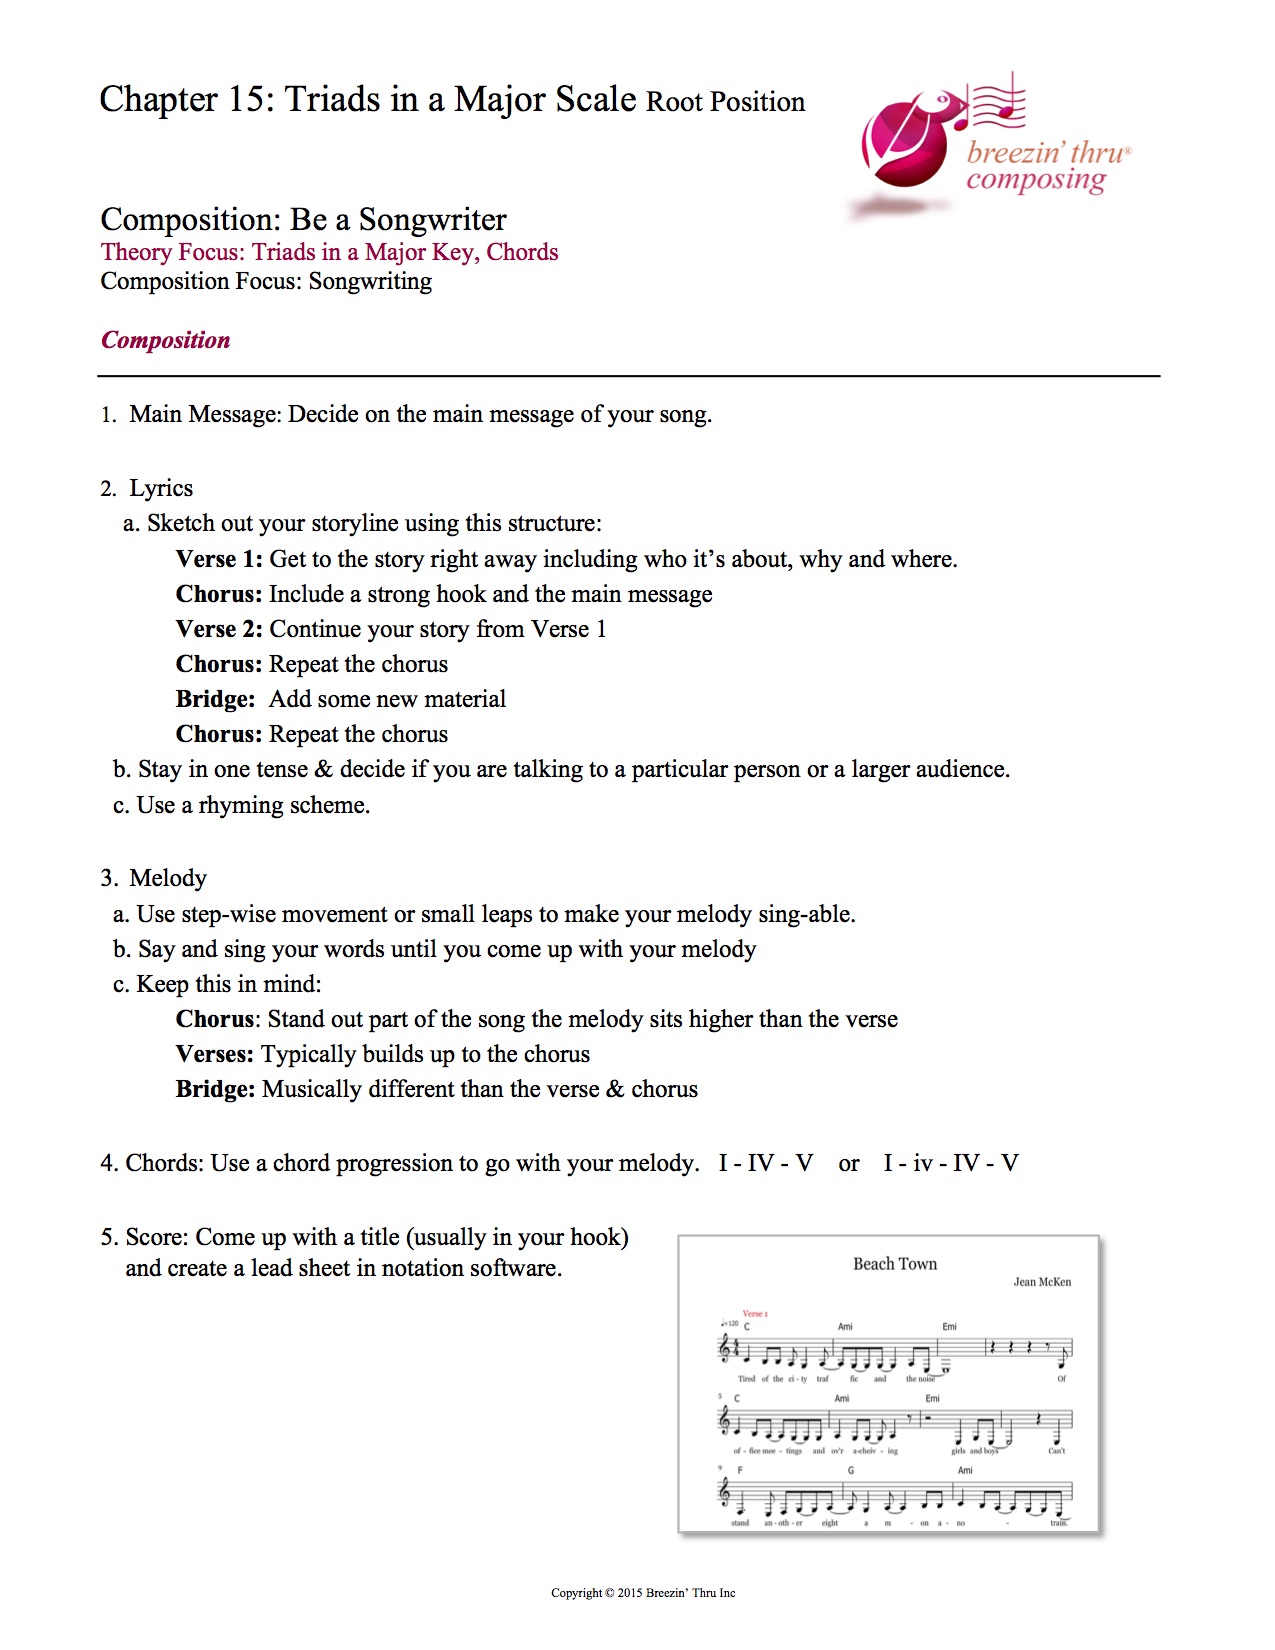 Chapter 15: Triads in a Major Scale Root Position
breezin' thru®
composing
Composition: Be a Songwriter
Theory Focus: Triads in a Major Key, Chords
Composition Focus: Songwriting
Composition
1. Main Message: Decide on the main message of your song.
2. Lyrics
a. Sketch out your storyline using this structure:
Verse 1: Get to the story right away including who it’s about, why and where.
Chorus: Include a strong hook and the main message
Verse 2: Continue your story from Verse 1
Chorus: Repeat the chorus
Bridge: Add some new material
Chorus: Repeat the chorus
b. Stay in one tense & decide if you are talking to a particular person or a larger audience.
c. Use a rhyming scheme.
3. Melody
a. Use step-wise movement or small leaps to make your melody sing-able.
b. Say and sing your words until you come up with your melody
c. Keep this in mind:
Chorus: Stand out part of the song the melody sits higher than the verse
Verses: Typically builds up to the chorus
Bridge: Musically different than the verse & chorus
4. Chords: Use a chord progression to go with your melody. I - IV - V or I - iv - IV - V
5. Score: Come up with a title (usually in your hook)
and create a lead sheet in notation software.
Beach Town
Jean McKen
Verse 1
♩=120 C Ami Emi
Tired of the ci - ty traf fic and the noise Of
5 C Ami Emi
of - fice mee - tings and ov'r a-cheiv - ing girls and boys Can't
9 F G Ami
stand an - oth - er eight a m - on a - no - train.
Copyright © 2015 Breezin’ Thru Inc